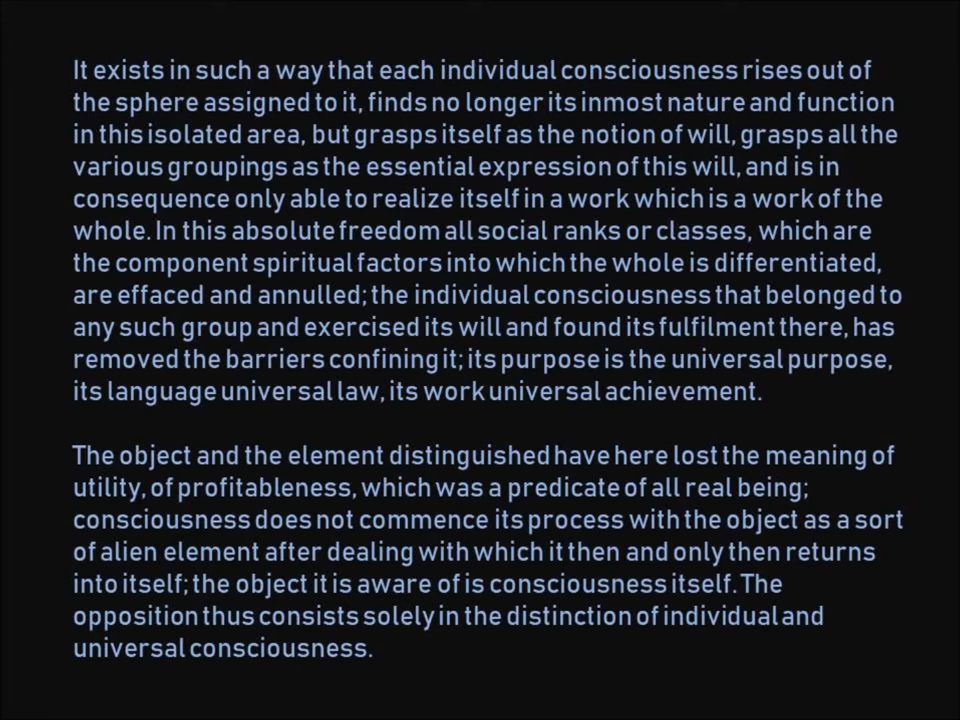 It exists in such a way that each individual consciousness rises out of
the sphere assigned to it, finds no longer its inmost nature and function
in this isolated area, but grasps itself as the notion of will, grasps all the
various groupings as the essential expression of this will, and is in
consequence only able to realize itself in a work which is a work of the
whole. In this absolute freedom all social ranks or classes, which are
the component spiritual factors into which the whole is differentiated,
are effaced and annulled; the individual consciousness that belonged to
any such group and exercised its will and found its fulfilment there, has
removed the barriers confining it; its purpose is the universal purpose,
its language universal law, its work universal achievement.
The object and the element distinguished have here lost the meaning of
utility, of profitableness, which was a predicate of all real being;
consciousness does not commence its process with the object as a sort
of alien element after dealing with which it then and only then returns
into itself; the object it is aware of is consciousness itself. The
opposition thus consists solely in the distinction of individual and
universal consciousness.